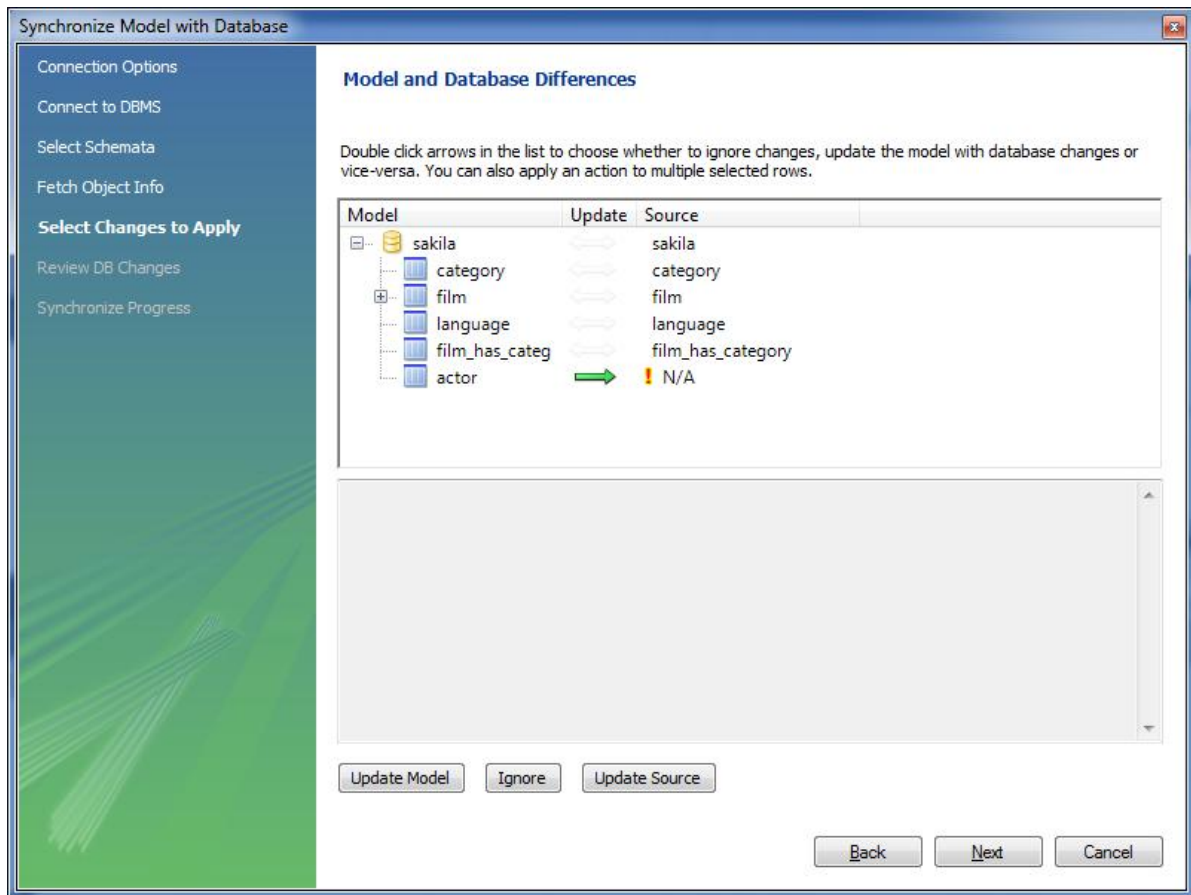 Synchronize Model with Database
Connection Options
Connect to DBMS
Select Schemata
Fetch Object Info
Select Changes to Apply
Review DB Changes
Synchronize Progress
Model and Database Differences
Double click arrows in the list to choose whether to ignore changes, update the model with database changes or
vice-versa. You can also apply an action to multiple selected rows.
Model Update Source
sakila sakila
category category
film film
language language
film_has_categ film_has_category
actor ! N/A
Update Model Ignore Update Source
Back Next Cancel